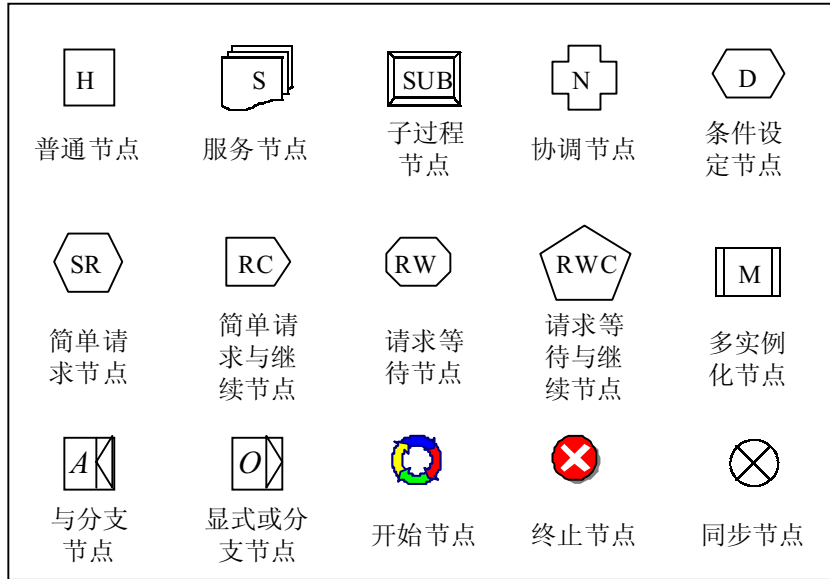 H S SUB N D
普通节点 服务节点 子过程节点 协调节点 条件设定节点
SR RC RW RWC M
简单请求节点 简单请求与继续节点 请求等待节点 请求等待与继续节点 多实例化节点
A O
与分支节点 显式或分支节点 开始节点 终止节点 同步节点